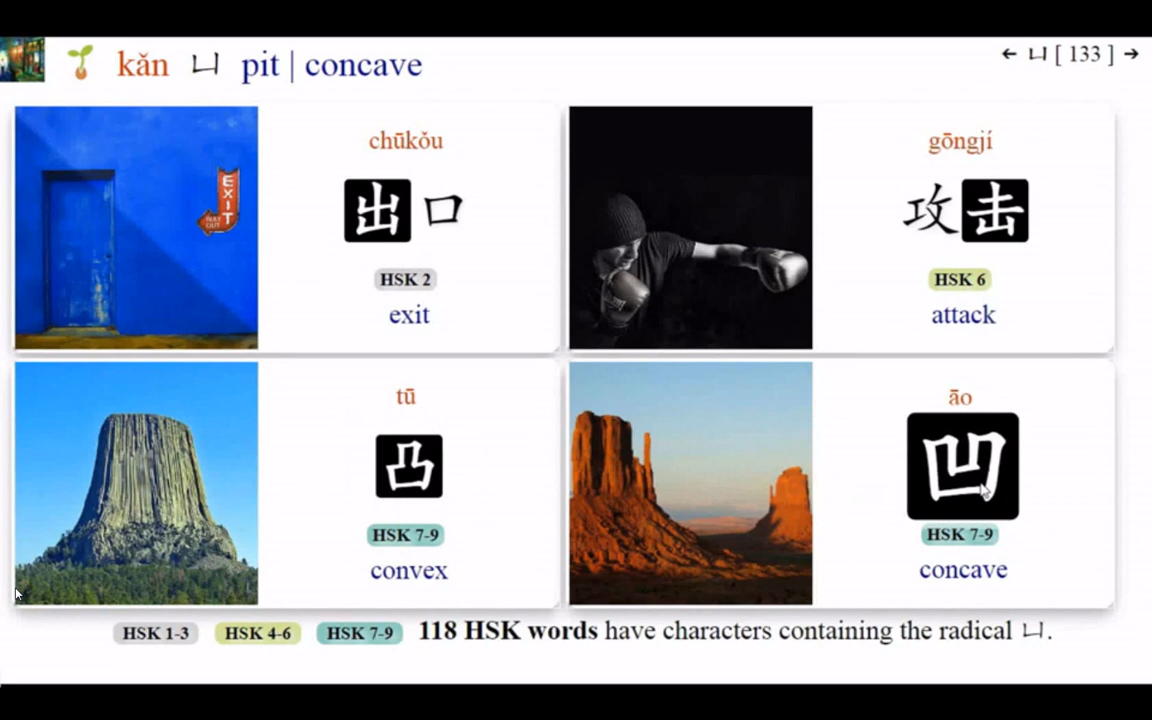 kǎn 凵 pit | concave
← 凵 [ 133 ] →
EXIT
WAY
OUT
chūkǒu
出口
HSK 2
exit
gōngjí
攻击
HSK 6
attack
tū
凸
HSK 7-9
convex
āo
凹
HSK 7-9
concave
HSK 1-3 HSK 4-6 HSK 7-9 118 HSK words have characters containing the radical 凵.